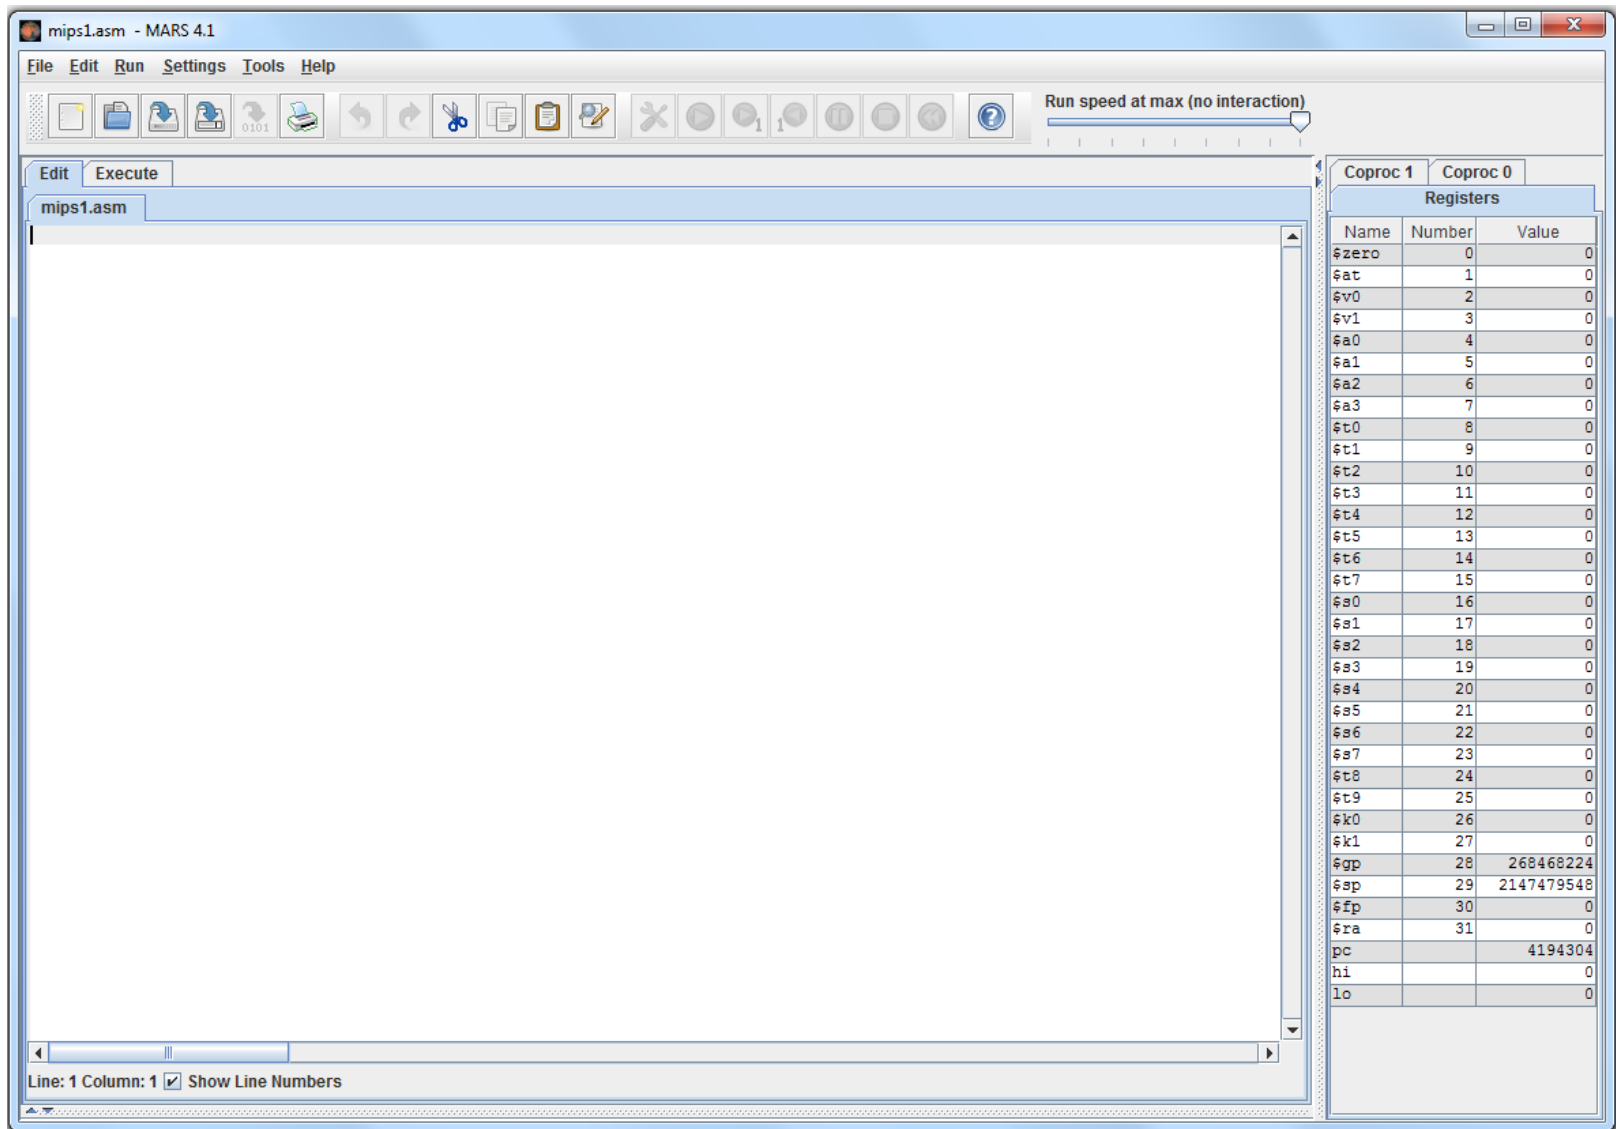 mips1.asm - MARS 4.1
File Edit Run Settings Tools Help
Run speed at max (no interaction)
Edit Execute
mips1.asm
Line: 1 Column: 1 Show Line Numbers
Coproc 1 Coproc 0
Registers
Name Number Value
$zero 0 0
$at 1 0
$v0 2 0
$v1 3 0
$a0 4 0
$a1 5 0
$a2 6 0
$a3 7 0
$t0 8 0
$t1 9 0
$t2 10 0
$t3 11 0
$t4 12 0
$t5 13 0
$t6 14 0
$t7 15 0
$s0 16 0
$s1 17 0
$s2 18 0
$s3 19 0
$s4 20 0
$s5 21 0
$s6 22 0
$s7 23 0
$t8 24 0
$t9 25 0
$k0 26 0
$k1 27 0
$gp 28 268468224
$sp 29 2147479548
$fp 30 0
$ra 31 0
pc 4194304
hi 0
lo 0